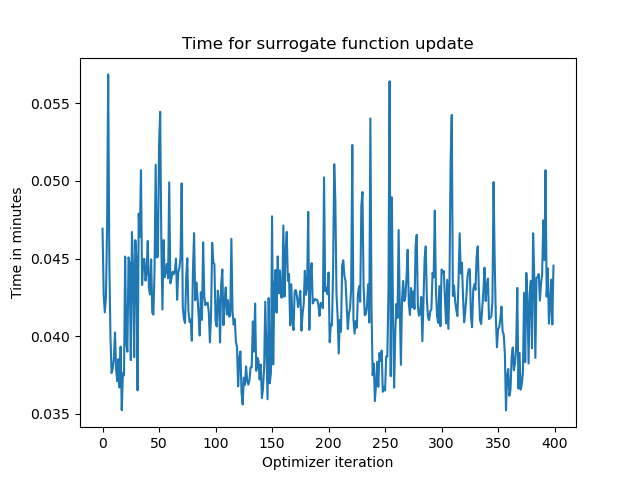 Time for surrogate function update
0.055
0.050
0.045
0.040
0.035
Time in minutes
0 50 100 150 200 250 300 350 400
Optimizer iteration